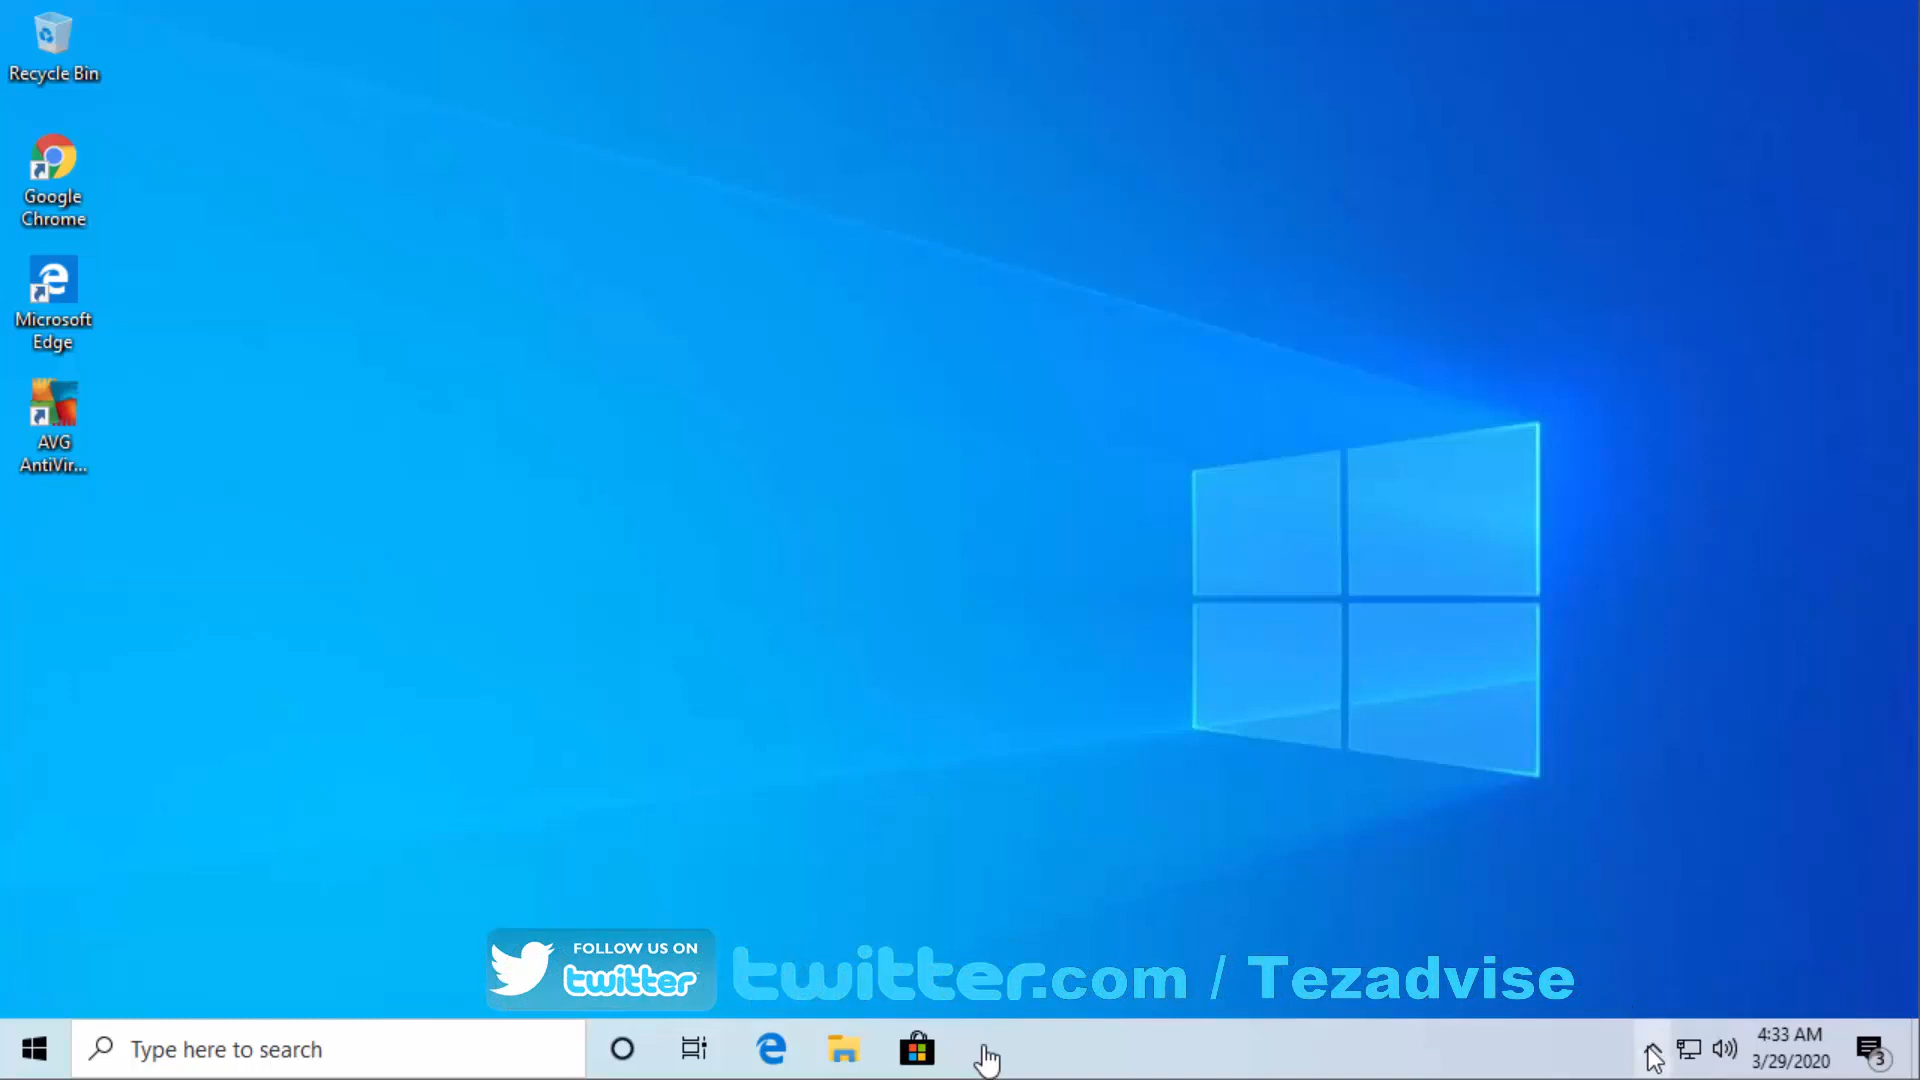 Recycle Bin
Google
Chrome
Microsoft
Edge
AVG
AntiVir...
FOLLOW US ON
twitter
twitter.com / Tezadvise
Type here to search
4:33 AM
3/29/2020
3